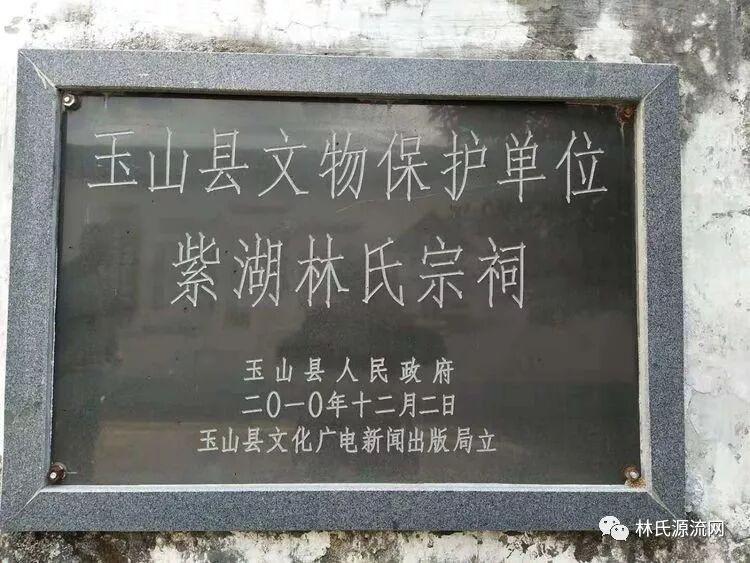 玉山县文物保护单位
紫湖林氏宗祠
玉山县人民政府
二〇一〇年十二月二日
玉山县文化广电新闻出版局立
林氏源流网